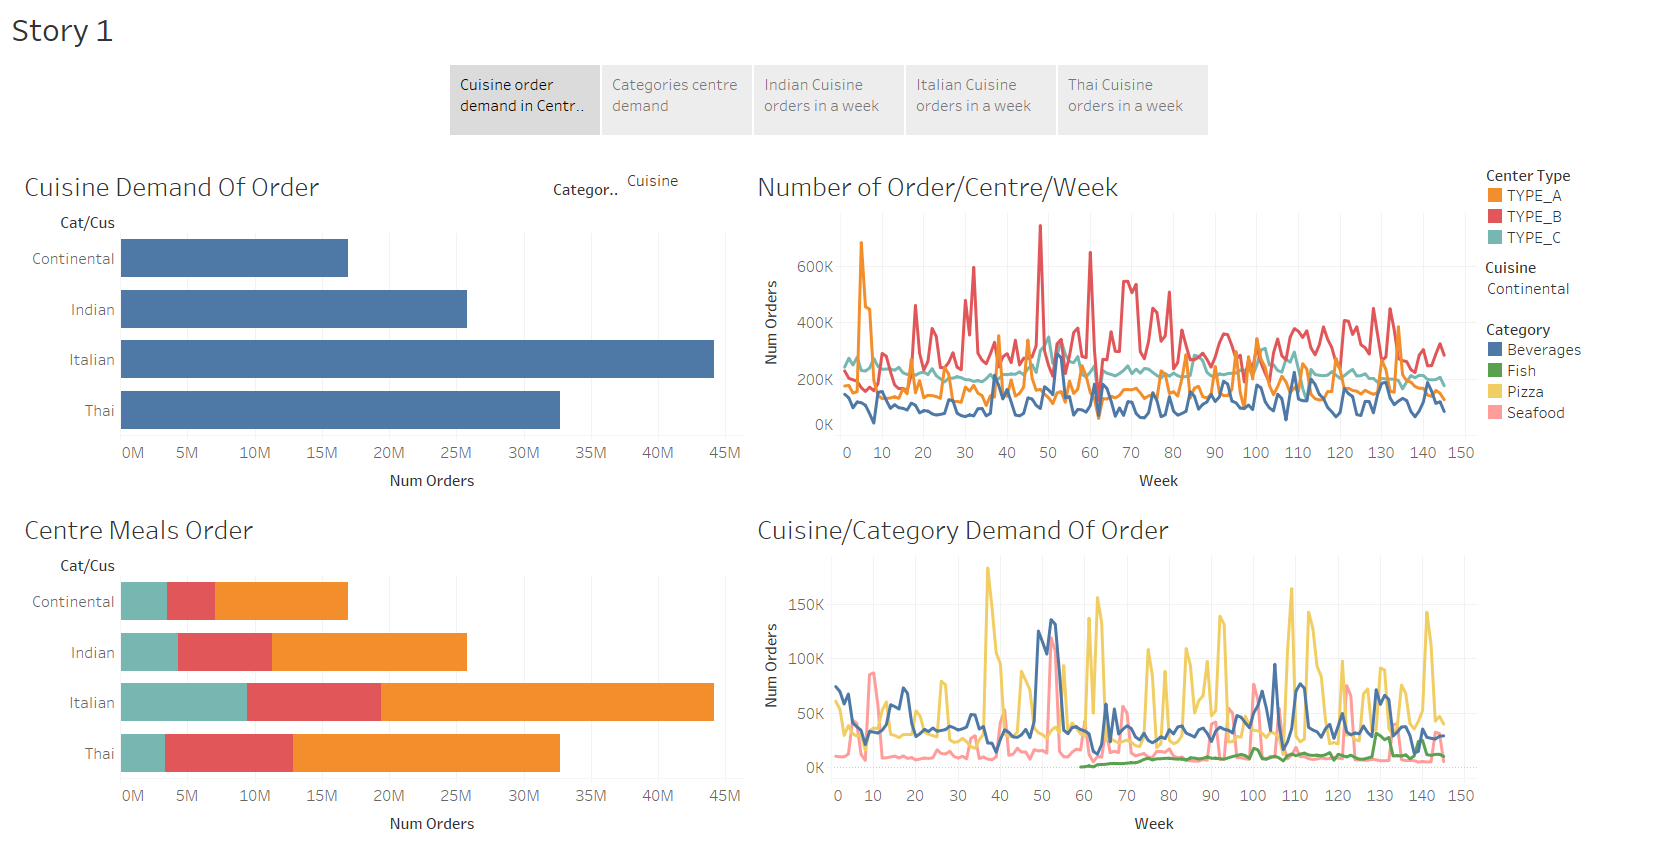 Story 1
Cuisine order
demand in Centr..
Categories centre
demand
Indian Cuisine
orders in a week
Italian Cuisine
orders in a week
Thai Cuisine
orders in a week
Cuisine Demand Of Order
Categor..
Cuisine
Cat/Cus
Continental
Indian
Italian
Thai
0M 5M 10M 15M 20M 25M 30M 35M 40M 45M
Num Orders
Number of Order/Centre/Week
Num Orders
600K
400K
200K
0K
0 10 20 30 40 50 60 70 80 90 100 110 120 130 140 150
Week
Center Type
TYPE_A
TYPE_B
TYPE_C
Cuisine
Continental
Category
Beverages
Fish
Pizza
Seafood
Centre Meals Order
Cat/Cus
Continental
Indian
Italian
Thai
0M 5M 10M 15M 20M 25M 30M 35M 40M 45M
Num Orders
Cuisine/Category Demand Of Order
Num Orders
150K
100K
50K
0K
0 10 20 30 40 50 60 70 80 90 100 110 120 130 140 150
Week